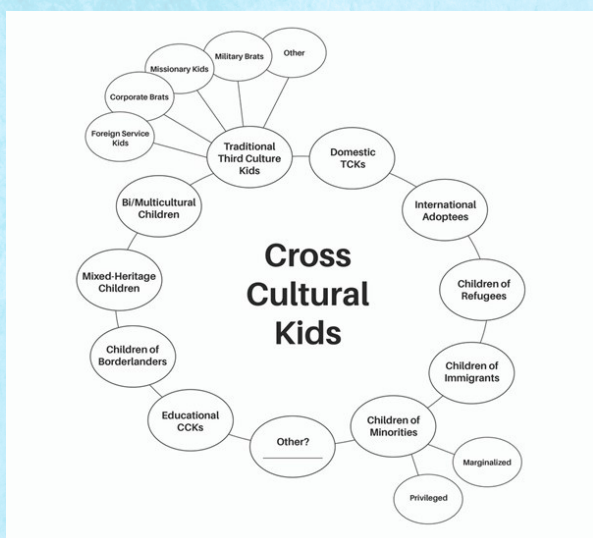 Other
Military Brats
Missionary Kids
Corporate Brats
Foreign Service
Kids
Traditional
Third Culture
Kids
Domestic
TCKs
International
Adoptees
Children of
Refugees
Children of
Immigrants
Children of
Minorities
Marginalized
Privileged
Other?
Educational
CCKs
Children of
Borderlanders
Mixed-Heritage
Children
Bi/Multicultural
Children
Cross
Cultural
Kids